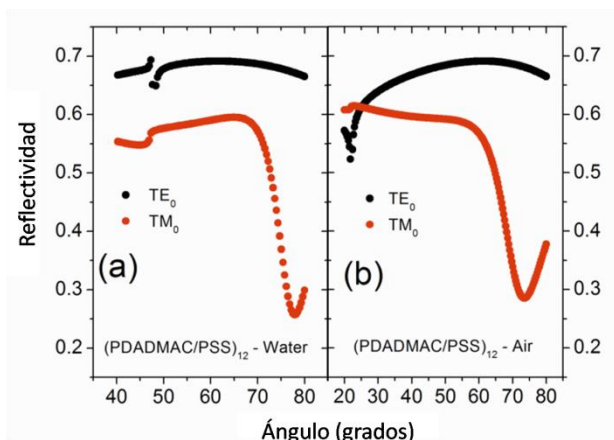 Reflectividad
0.7
0.6
0.5
0.4
0.3
0.2
TE₀
TM₀
(a)
(PDADMAC/PSS)₁₂ - Water
40 50 60 70 80
TE₀
TM₀
(b)
(PDADMAC/PSS)₁₂ - Air
20 30 40 50 60 70 80
0.7
0.6
0.5
0.4
0.3
0.2
Ángulo (grados)